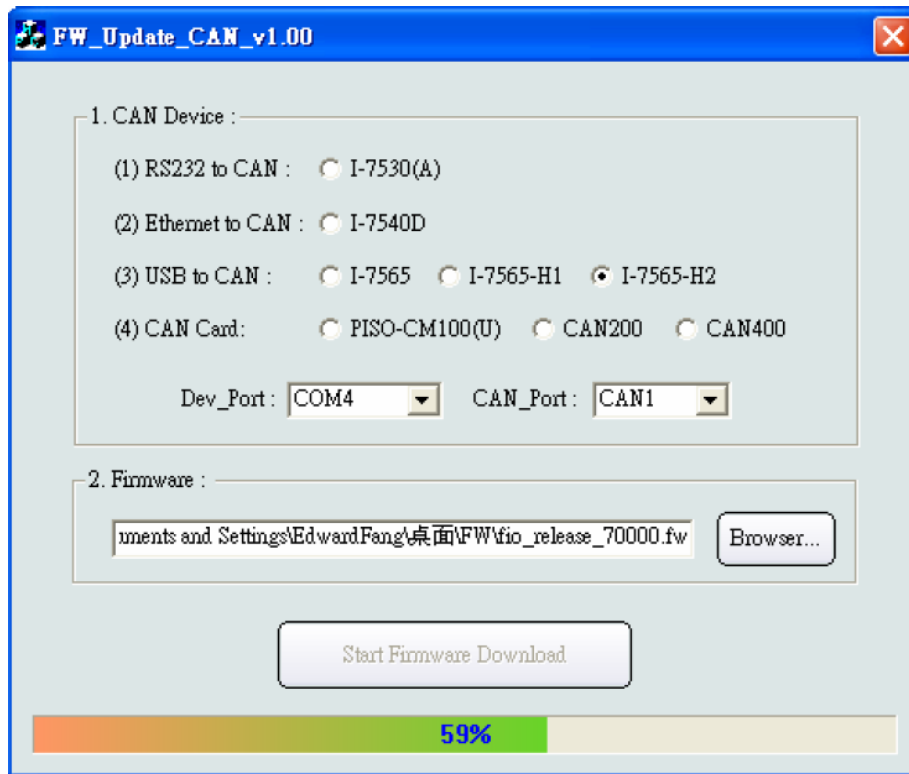 FW_Update_CAN_v1.00
1. CAN Device :
(1) RS232 to CAN : I-7530(A)
(2) Ethernet to CAN : I-7540D
(3) USB to CAN : I-7565 I-7565-H1 I-7565-H2
(4) CAN Card: PISO-CM100(U) CAN200 CAN400
Dev_Port : COM4 CAN_Port : CAN1
2. Firmware :
uments and Settings\EdwardFang\桌面\FW\fio_release_70000.fw Browser...
Start Firmware Download
59%